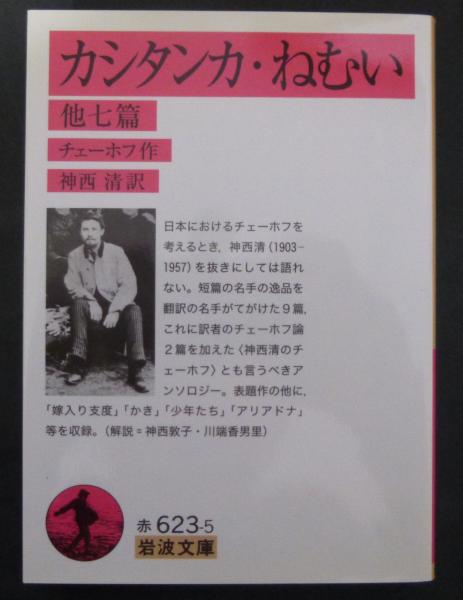 カシタンカ・ねむい
他七篇
チェーホフ作
神西 清訳
日本におけるチェーホフを
考えるとき, 神西清(1903-
1957)を抜きにしては語れ
ない。短篇の名手の逸品を
翻訳の名手がてがけた9篇,
これに訳者のチェーホフ論
2篇を加えた〈神西清のチ
ェーホフ〉とも言うべきア
ンソロジー。表題作の他に,
「嫁入り支度」「かき」「少年たち」「アリアドナ」
等を収録。(解説=神西敦子・川端香男里)
赤 623-5
岩波文庫